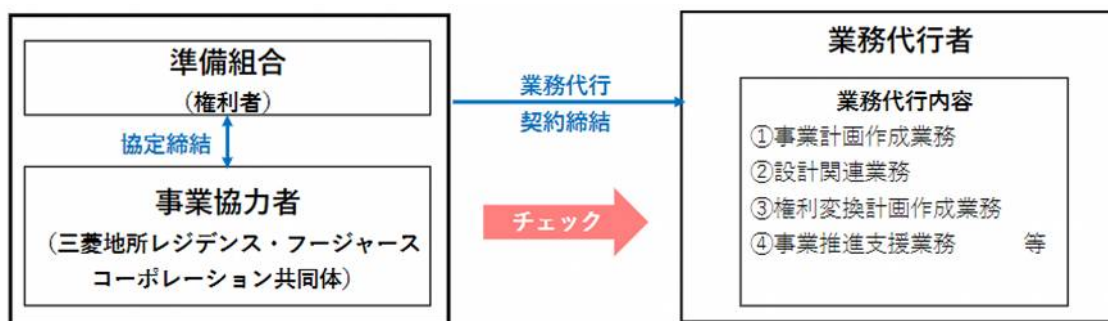 準備組合
(権利者)
協定締結
事業協力者
(三菱地所レジデンス・フージャース
コーポレーション共同体)
業務代行
契約締結
チェック
業務代行者
業務代行内容
①事業計画作成業務
②設計関連業務
③権利変換計画作成業務
④事業推進支援業務 等